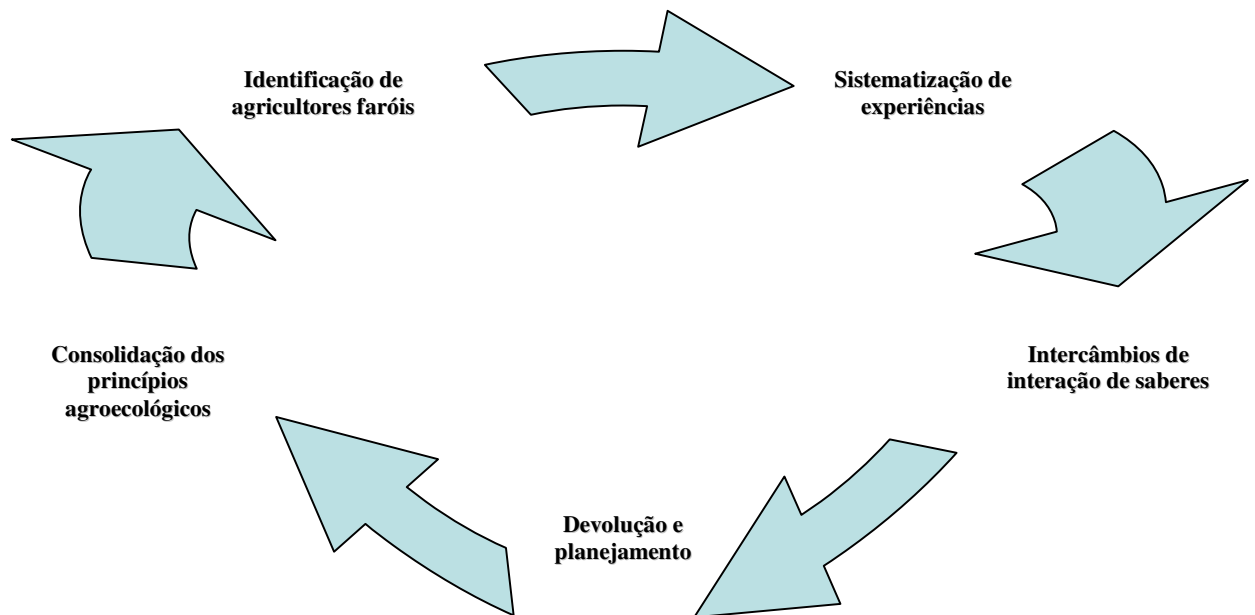 Identificação de
agricultores faróis
Sistematização de
experiências
Intercâmbios de
interação de saberes
Devolução e
planejamento
Consolidação dos
princípios
agroecológicos